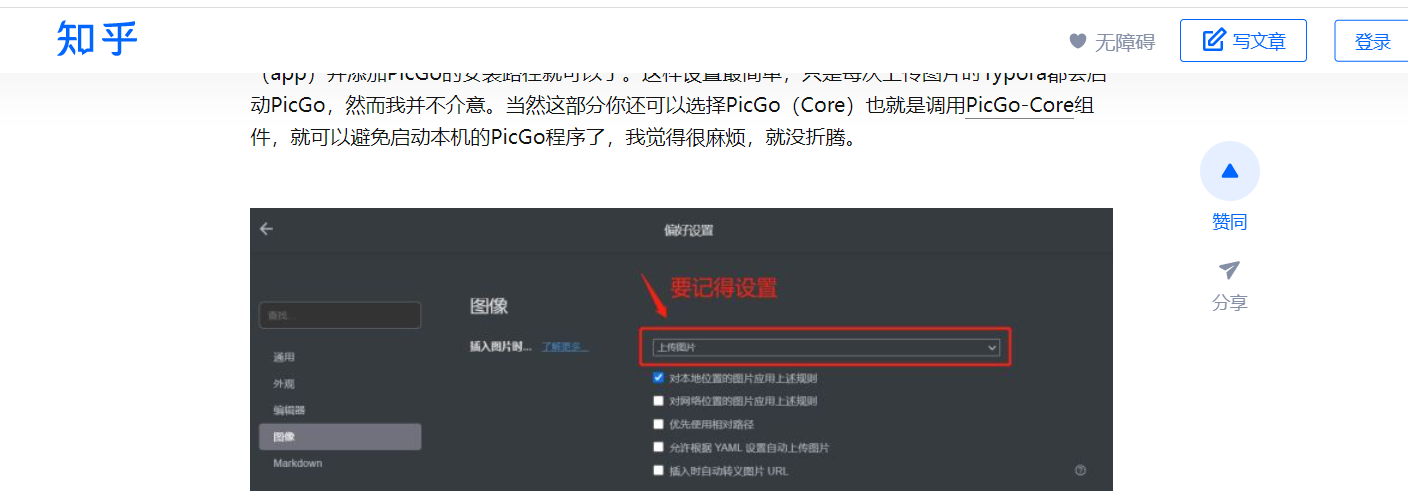 知乎
无障碍
写文章
登录
（app）并添加PicGo的安装路径就可以了。这样设置最简单，只是每次上传图片时Typora都会启
动PicGo，然而我并不介意。当然这部分你还可以选择PicGo（Core）也就是调用PicGo-Core组
件，就可以避免启动本机的PicGo程序了，我觉得很麻烦，就没折腾。
赞同
分享
偏好设置
要记得设置
查找...
图像
插入图片时... 了解更多...
上传图片
通用
外观
编辑器
图像
Markdown
对本地位置的图片应用上述规则
对网络位置的图片应用上述规则
优先使用相对路径
允许根据 YAML 设置自动上传图片
插入时自动转义图片 URL